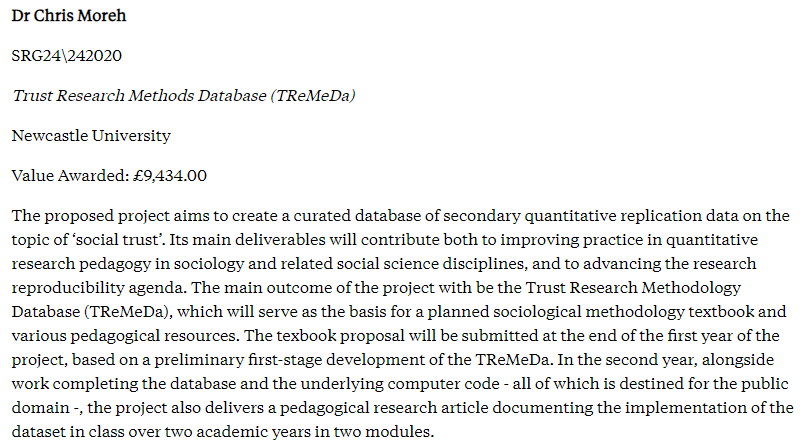 Dr Chris Moreh
SRG24\242020
Trust Research Methods Database (TReMeDa)
Newcastle University
Value Awarded: £9,434.00
The proposed project aims to create a curated database of secondary quantitative replication data on the
topic of ‘social trust’. Its main deliverables will contribute both to improving practice in quantitative
research pedagogy in sociology and related social science disciplines, and to advancing the research
reproducibility agenda. The main outcome of the project with be the Trust Research Methodology
Database (TReMeDa), which will serve as the basis for a planned sociological methodology textbook and
various pedagogical resources. The texbook proposal will be submitted at the end of the first year of the
project, based on a preliminary first-stage development of the TReMeDa. In the second year, alongside
work completing the database and the underlying computer code - all of which is destined for the public
domain -, the project also delivers a pedagogical research article documenting the implementation of the
dataset in class over two academic years in two modules.